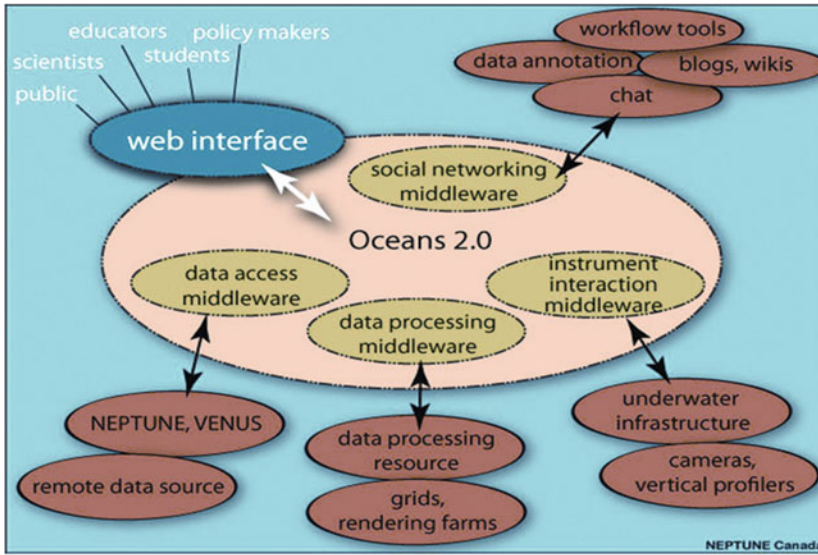 educators
policy makers
scientists
students
public
web interface
workflow tools
data annotation
blogs, wikis
chat
social networking
middleware
Oceans 2.0
data access
middleware
instrument
interaction
middleware
data processing
middleware
NEPTUNE, VENUS
remote data source
data processing
resource
grids,
rendering farms
underwater
infrastructure
cameras,
vertical profilers
NEPTUNE Canada